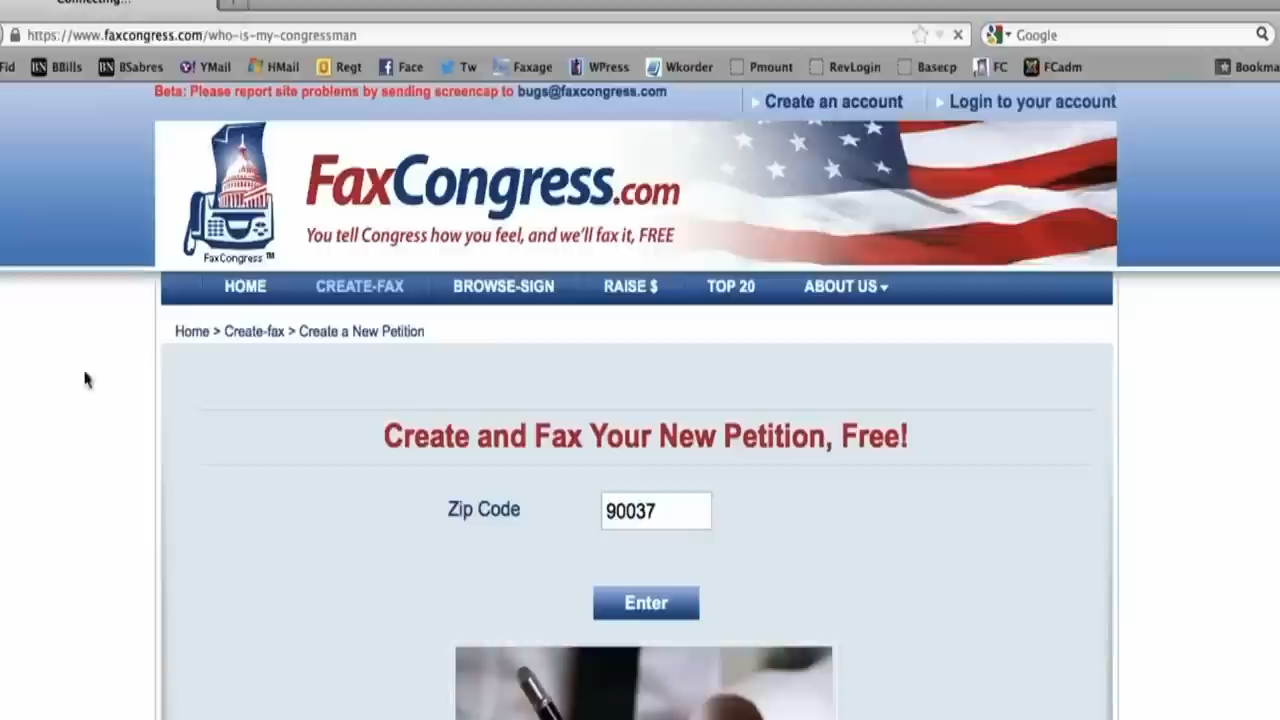 Connecting...
https://www.faxcongress.com/who-is-my-congressman
Google
Fid BBills BSabres YMail HMail Regt Face Tw Faxage WPress Wkorder Pmount RevLogin Basecp FC FCadm Bookma
Beta: Please report site problems by sending screencap to bugs@faxcongress.com
Create an account Login to your account
FaxCongress.com
You tell Congress how you feel, and we'll fax it, FREE
FaxCongress™
HOME CREATE-FAX BROWSE-SIGN RAISE $ TOP 20 ABOUT US
Home > Create-fax > Create a New Petition
Create and Fax Your New Petition, Free!
Zip Code 90037
Enter